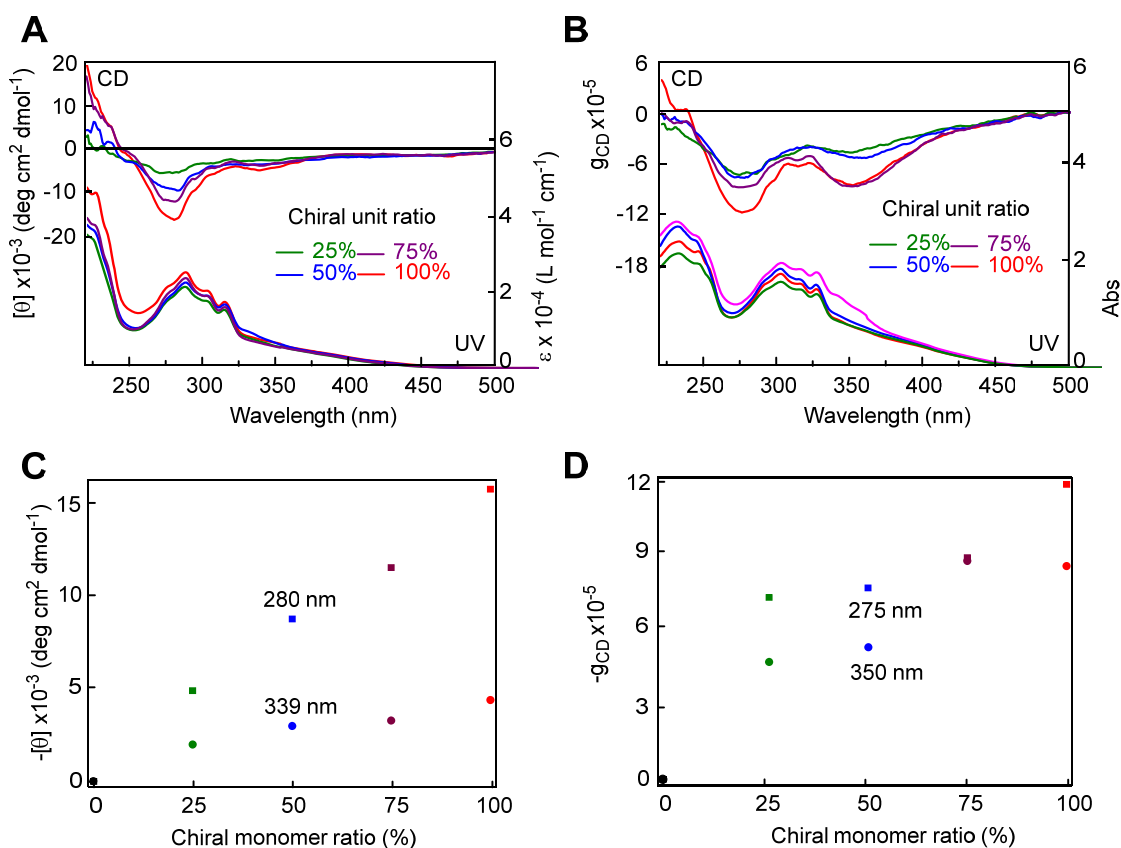 A
20
10
0
-10
-20
[θ] x10⁻³ (deg cm² dmol⁻¹)
CD
6
4
2
0
ε x 10⁻⁴ (L mol⁻¹ cm⁻¹)
Chiral unit ratio
25% 75%
50% 100%
UV
250 300 350 400 450 500
Wavelength (nm)
B
6
0
-6
-12
-18
g_CD x10⁻⁵
CD
6
4
2
0
Abs
Chiral unit ratio
25% 75%
50% 100%
UV
250 300 350 400 450 500
Wavelength (nm)
C
15
10
5
0
-[θ] x10⁻³ (deg cm² dmol⁻¹)
280 nm
339 nm
0 25 50 75 100
Chiral monomer ratio (%)
D
12
9
6
3
0
-g_CD x10⁻⁵
275 nm
350 nm
0 25 50 75 100
Chiral monomer ratio (%)